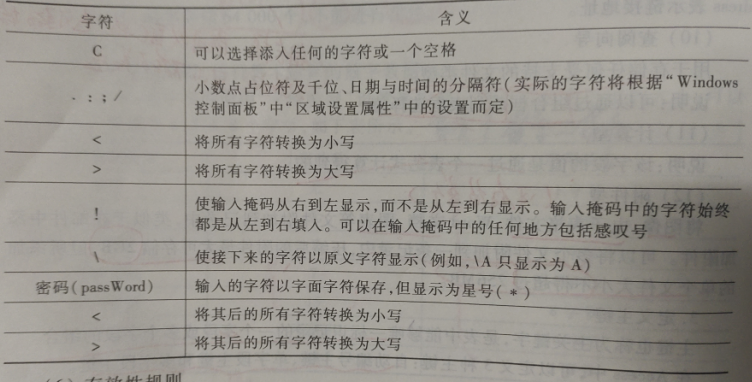 字符 含义
C 可以选择添入任何的字符或一个空格
. : ; / 小数点占位符及千位、日期与时间的分隔符(实际的字符将根据“Windows
控制面板”中“区域设置属性”中的设置而定)
< 将所有字符转换为小写
> 将所有字符转换为大写
! 使输入掩码从右到左显示,而不是从左到右显示。输入掩码中的字符始终
都是从左到右填入。可以在输入掩码中的任何地方包括感叹号
\ 使接下来的字符以原义字符显示(例如,\A 只显示为 A)
密码(passWord) 输入的字符以字面字符保存,但显示为星号(*)
< 将其后的所有字符转换为小写
> 将其后的所有字符转换为大写
有效性规则